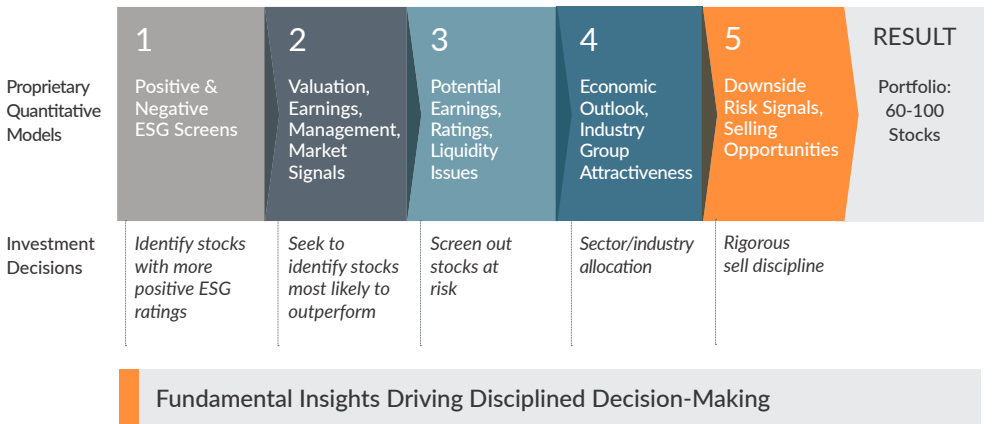 1
2
3
4
5
RESULT
Proprietary
Quantitative
Models
Positive &
Negative
ESG Screens
Valuation,
Earnings,
Management,
Market
Signals
Potential
Earnings,
Ratings,
Liquidity
Issues
Economic
Outlook,
Industry
Group
Attractiveness
Downside
Risk Signals,
Selling
Opportunities
Portfolio:
60-100
Stocks
Investment
Decisions
Identify stocks
with more
positive ESG
ratings
Seek to
identify stocks
most likely to
outperform
Screen out
stocks at
risk
Sector/industry
allocation
Rigorous
sell discipline
Fundamental Insights Driving Disciplined Decision-Making